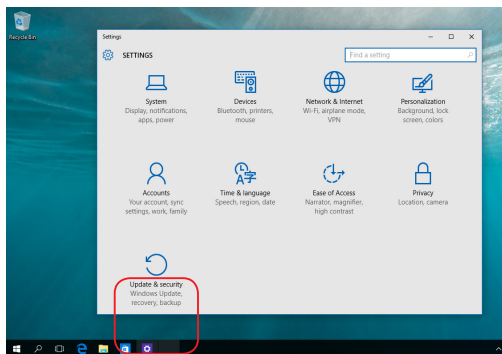 Recycle Bin
Settings
SETTINGS
Find a setting
System
Display, notifications,
apps, power
Devices
Bluetooth, printers,
mouse
Network & Internet
Wi-Fi, airplane mode,
VPN
Personalization
Background, lock
screen, colors
Accounts
Your account, sync
settings, work, family
Time & language
Speech, region, date
Ease of Access
Narrator, magnifier,
high contrast
Privacy
Location, camera
Update & security
Windows Update,
recovery, backup